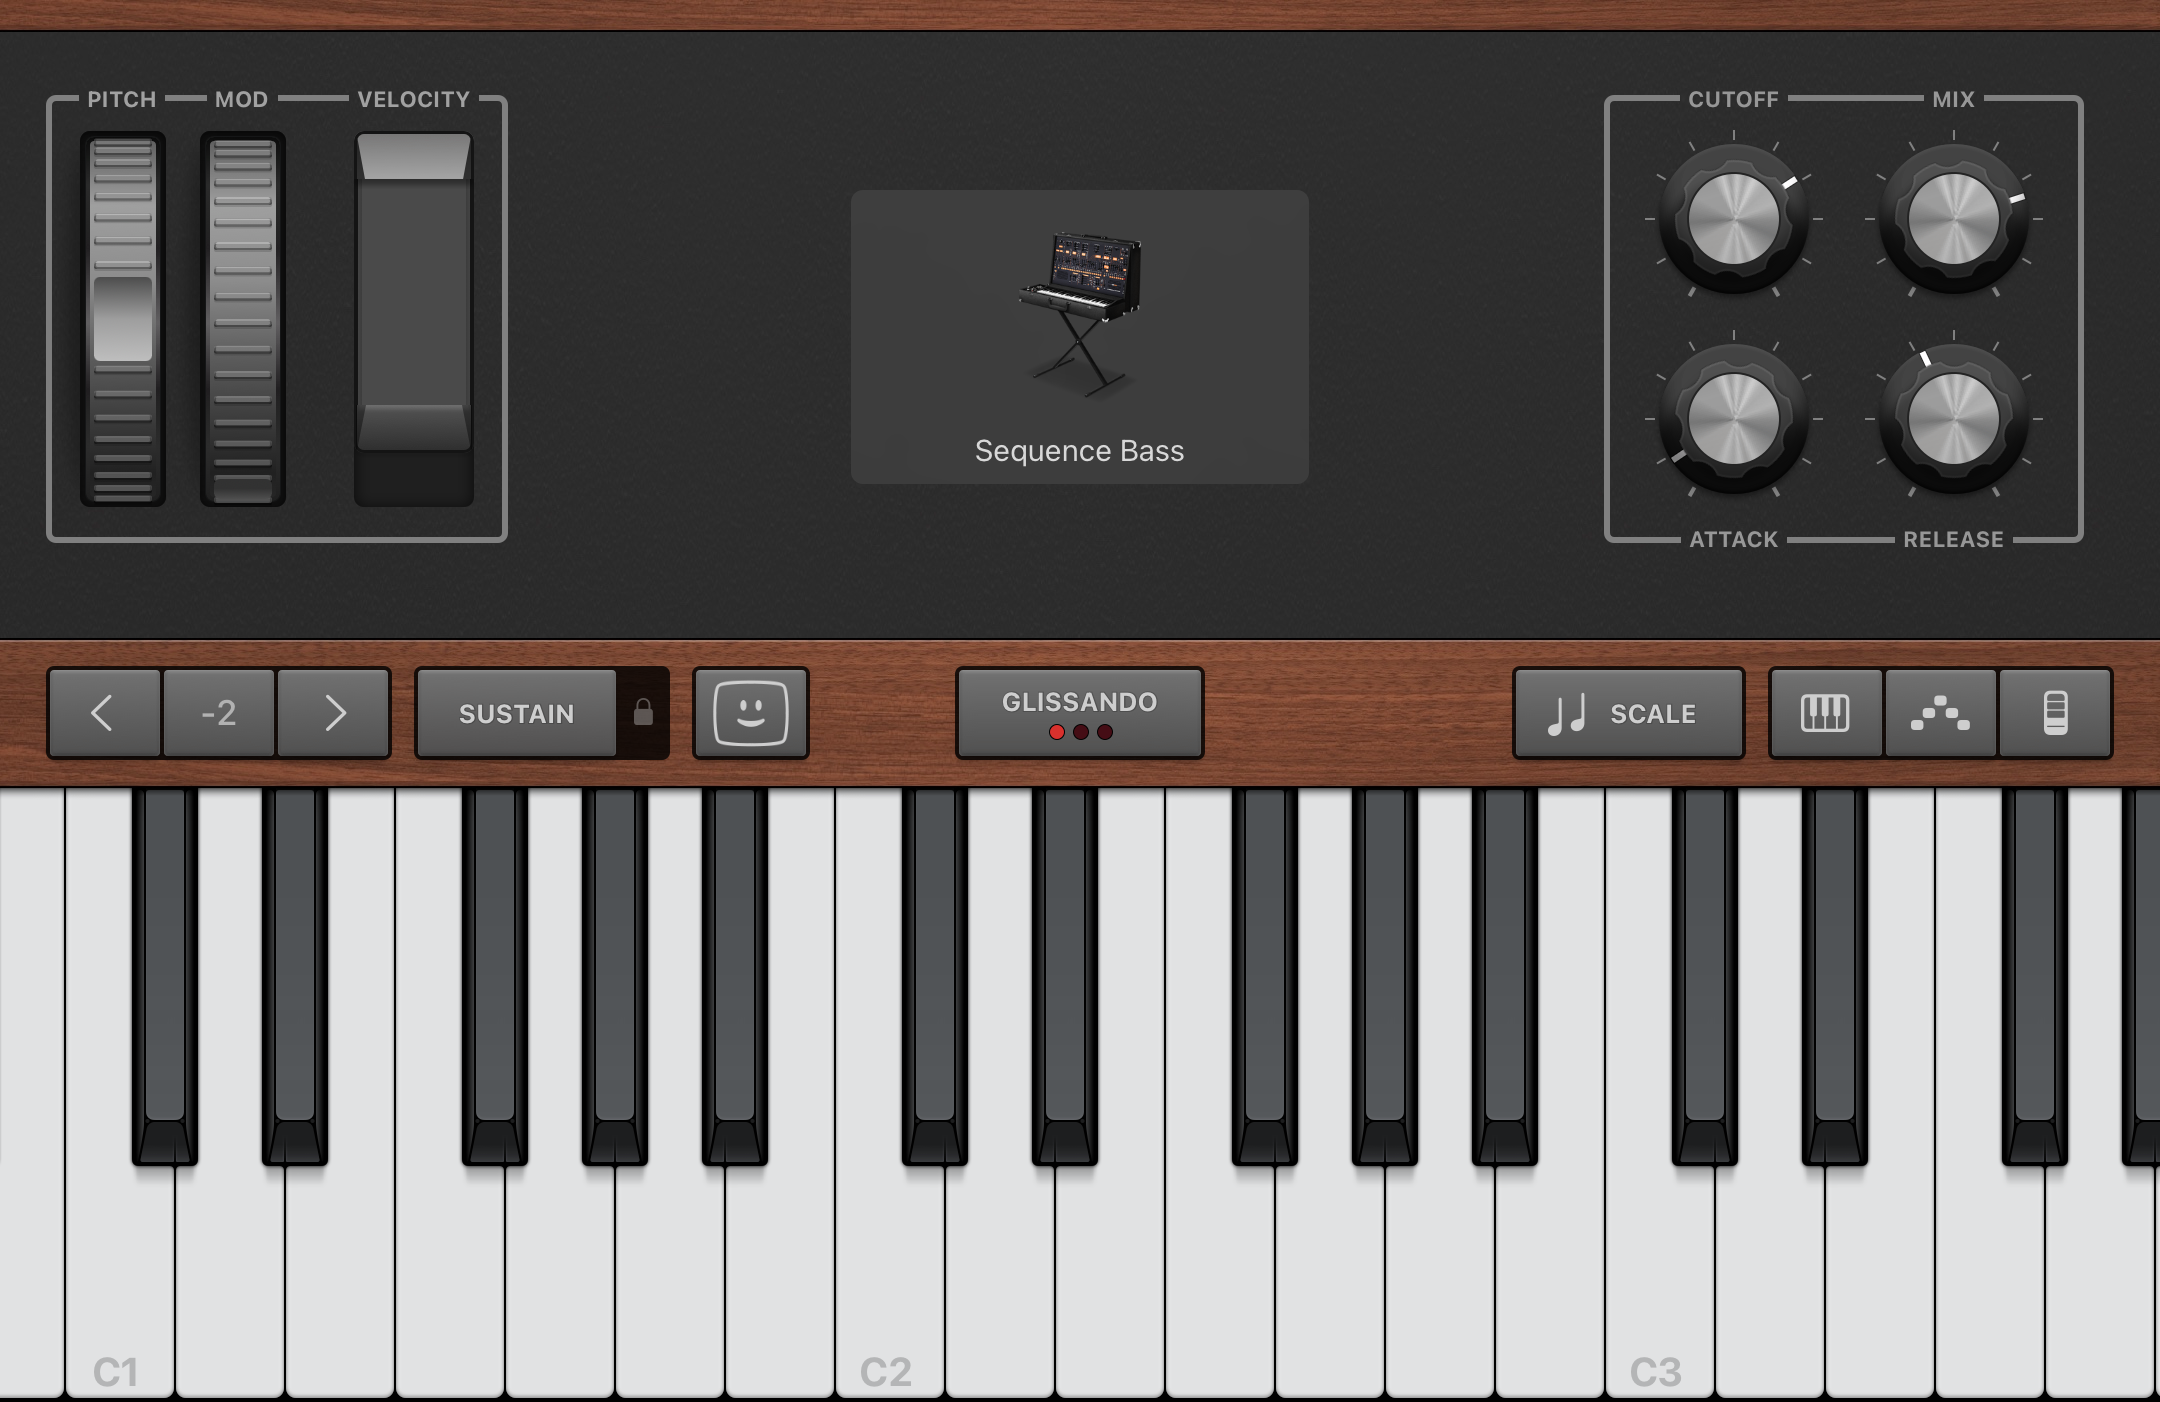 PITCH MOD VELOCITY
CUTOFF MIX
Sequence Bass
ATTACK RELEASE
-2
SUSTAIN
GLISSANDO
SCALE
C1 C2 C3